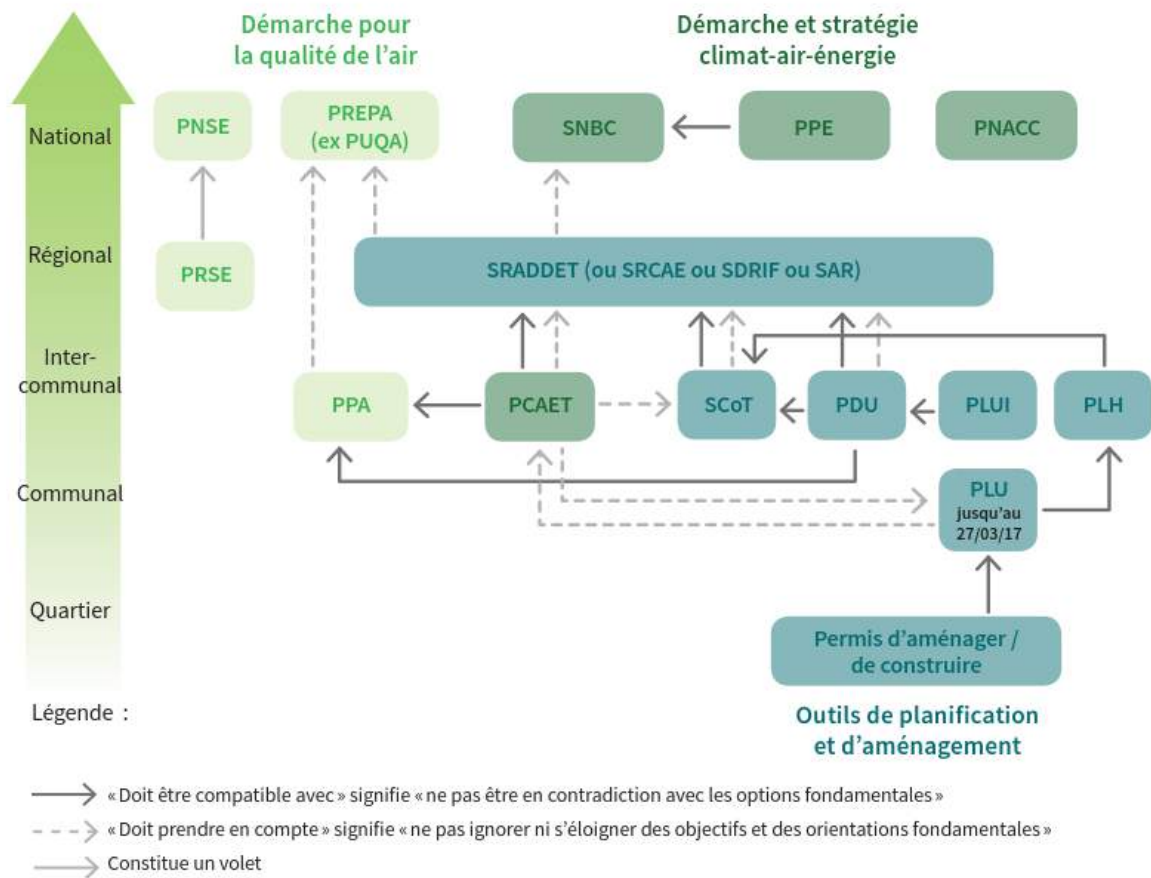 Démarche pour
la qualité de l’air
Démarche et stratégie
climat-air-énergie
National
PNSE
PREPA
(ex PUQA)
SNBC
PPE
PNACC
Régional
PRSE
SRADDET (ou SRCAE ou SDRIF ou SAR)
Inter-
communal
PPA
PCAET
SCoT
PDU
PLUI
PLH
Communal
PLU
jusqu’au
27/03/17
Quartier
Permis d’aménager /
de construire
Légende :
Outils de planification
et d’aménagement
« Doit être compatible avec » signifie « ne pas être en contradiction avec les options fondamentales »
« Doit prendre en compte » signifie « ne pas ignorer ni s’éloigner des objectifs et des orientations fondamentales »
Constitue un volet